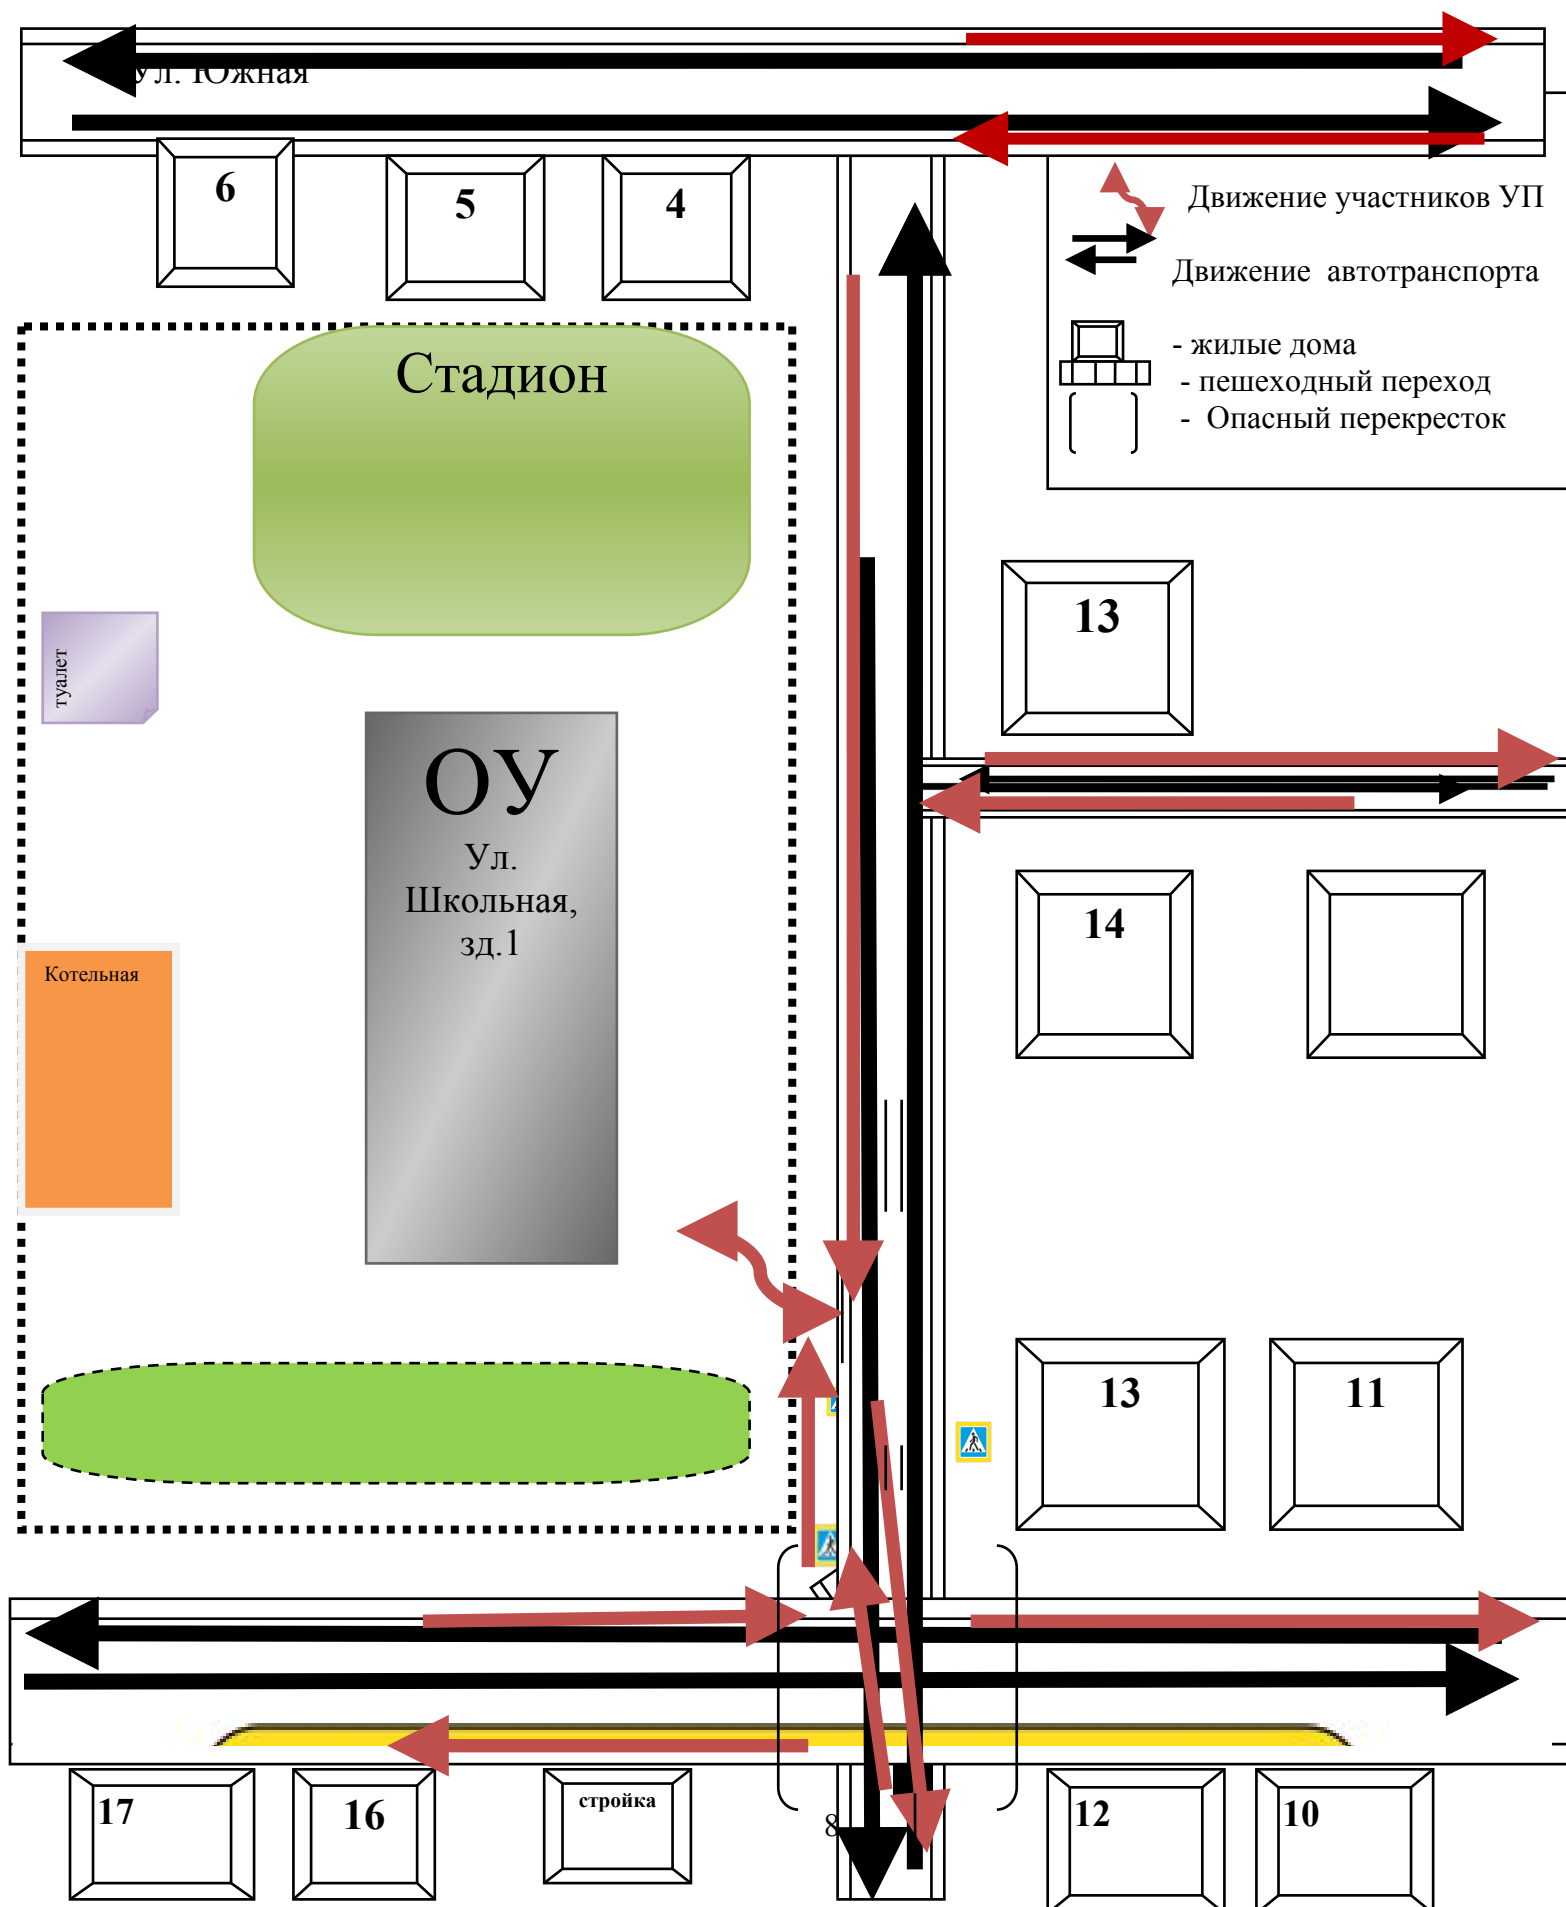 Ул. Южная
6
5
4
Движение участников УП
Движение автотранспорта
- жилые дома
- пешеходный переход
- Опасный перекресток
Стадион
13
туалет
ОУ
Ул.
Школьная,
зд.1
14
Котельная
13
11
17
16
стройка
8
12
10